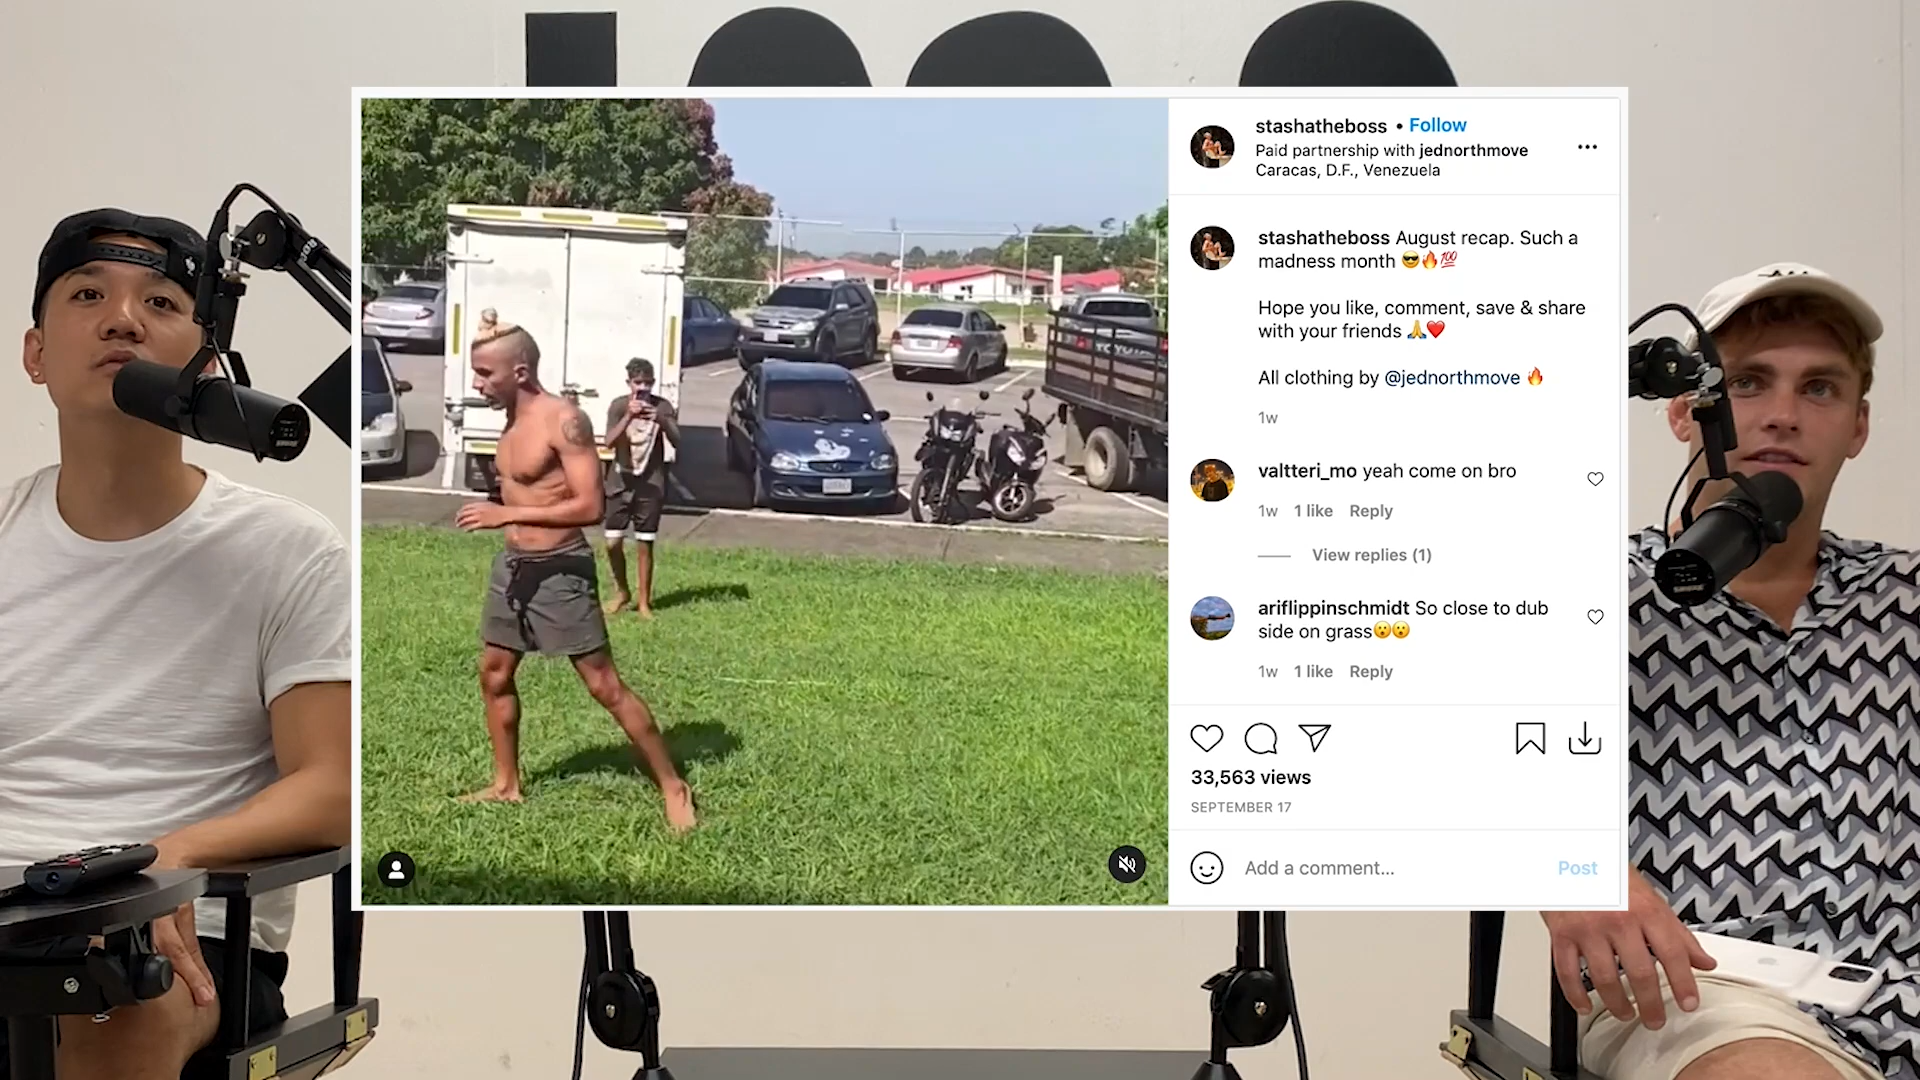 stashatheboss • Follow
Paid partnership with jednorthmove
Caracas, D.F., Venezuela
stashatheboss August recap. Such a
madness month 😎🔥💯
Hope you like, comment, save & share
with your friends 🙏❤️
All clothing by @jednorthmove 🔥
1w
valtteri_mo yeah come on bro
1w 1 like Reply
View replies (1)
ariflippinschmidt So close to dub
side on grass😮😮
1w 1 like Reply
33,563 views
SEPTEMBER 17
Add a comment... Post
TOYOTA